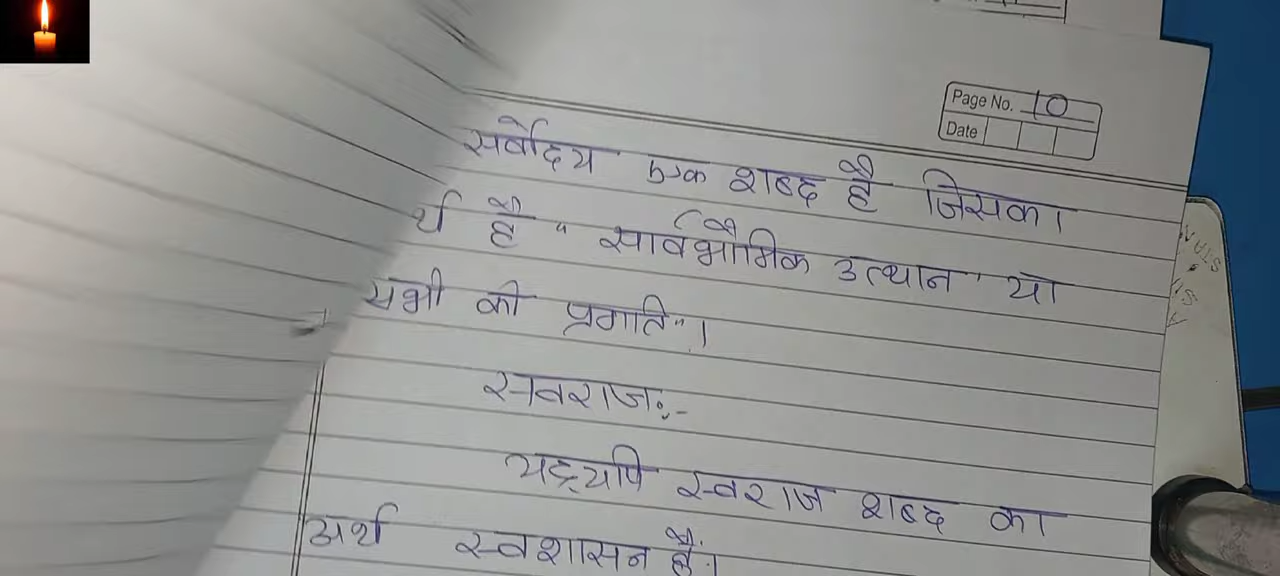 Page No. 10
Date
सर्वोदय एक शब्द है जिसका
र्थ है " सार्वभौमिक उत्थान" या
सभी की प्रगति"।
स्वराज:-
यद्यपि स्वराज शब्द का
अर्थ स्वशासन है।